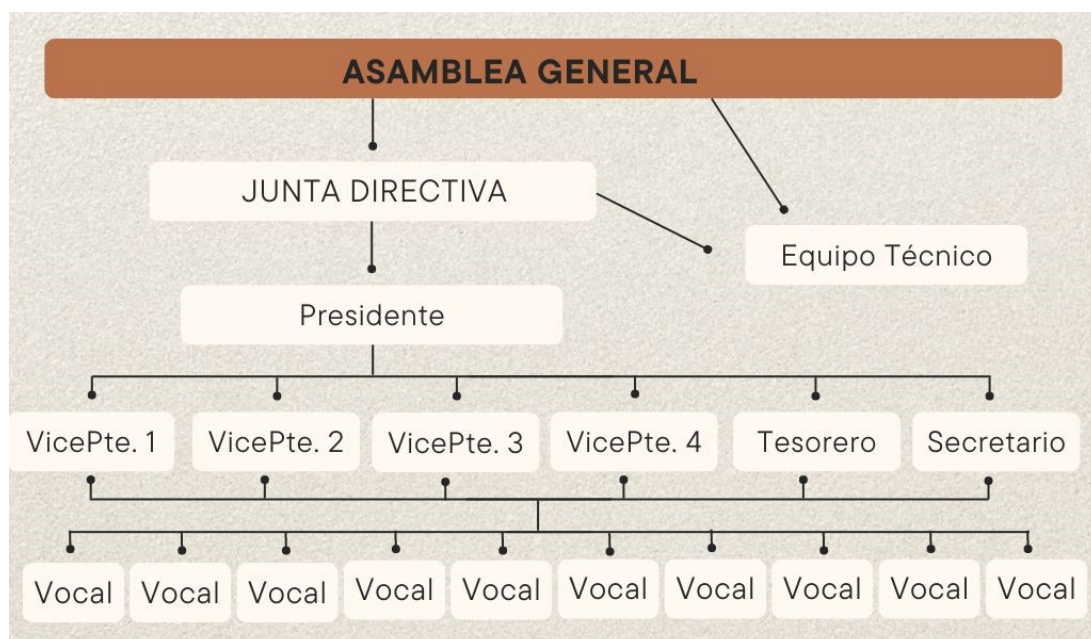 ASAMBLEA GENERAL
JUNTA DIRECTIVA
Equipo Técnico
Presidente
VicePte. 1
VicePte. 2
VicePte. 3
VicePte. 4
Tesorero
Secretario
Vocal
Vocal
Vocal
Vocal
Vocal
Vocal
Vocal
Vocal
Vocal
Vocal